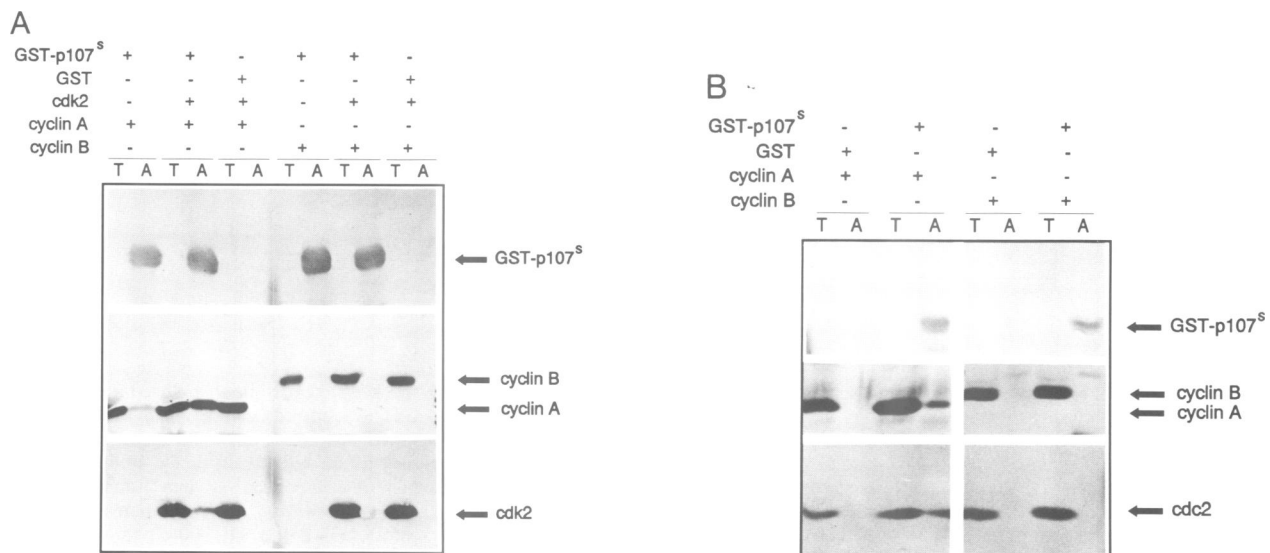 A
GST-p107s + + - + + -
GST - - + - - +
cdk2 - + + - + +
cyclin A + + + - - -
cyclin B - - - + + +
T A T A T A T A T A T A
GST-p107s
cyclin B
cyclin A
cdk2
B
GST-p107s - + - +
GST + - + -
cyclin A + + - -
cyclin B - - + +
T A T A T A T A
GST-p107s
cyclin B
cyclin A
cdc2